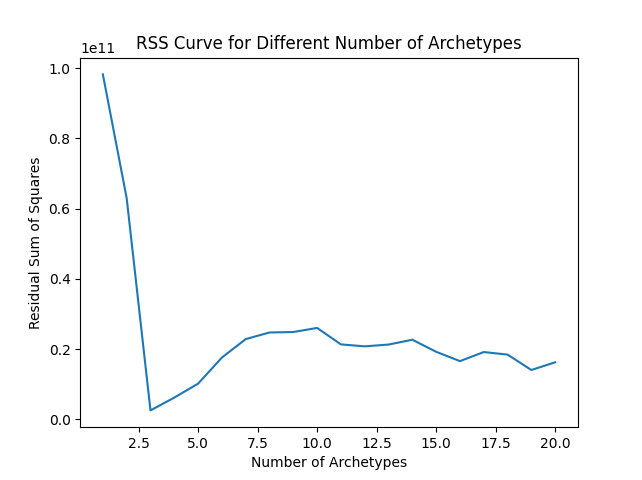 RSS Curve for Different Number of Archetypes
1e11
1.0
0.8
0.6
0.4
0.2
0.0
Residual Sum of Squares
2.5 5.0 7.5 10.0 12.5 15.0 17.5 20.0
Number of Archetypes